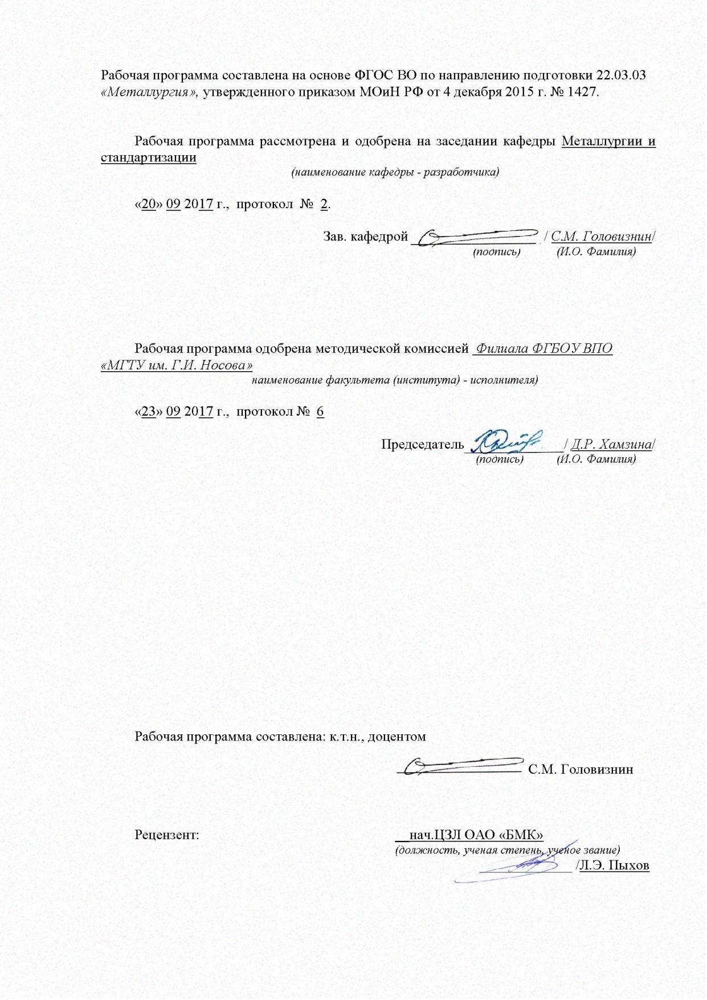 Рабочая программа составлена на основе ФГОС ВО по направлению подготовки 22.03.03
«Металлургия», утвержденного приказом МОиН РФ от 4 декабря 2015 г. № 1427.
Рабочая программа рассмотрена и одобрена на заседании кафедры Металлургии и
стандартизации
(наименование кафедры - разработчика)
«20» 09 2017 г., протокол № 2.
Зав. кафедрой / С.М. Головизнин/
(подпись) (И.О. Фамилия)
Рабочая программа одобрена методической комиссией Филиала ФГБОУ ВПО
«МГТУ им. Г.И. Носова»
наименование факультета (института) - исполнителя)
«23» 09 2017 г., протокол № 6
Председатель / Д.Р. Хамзина/
(подпись) (И.О. Фамилия)
Рабочая программа составлена: к.т.н., доцентом
С.М. Головизнин
Рецензент: нач.ЦЗЛ ОАО «БМК»
(должность, ученая степень, ученое звание)
/Л.Э. Пыхов